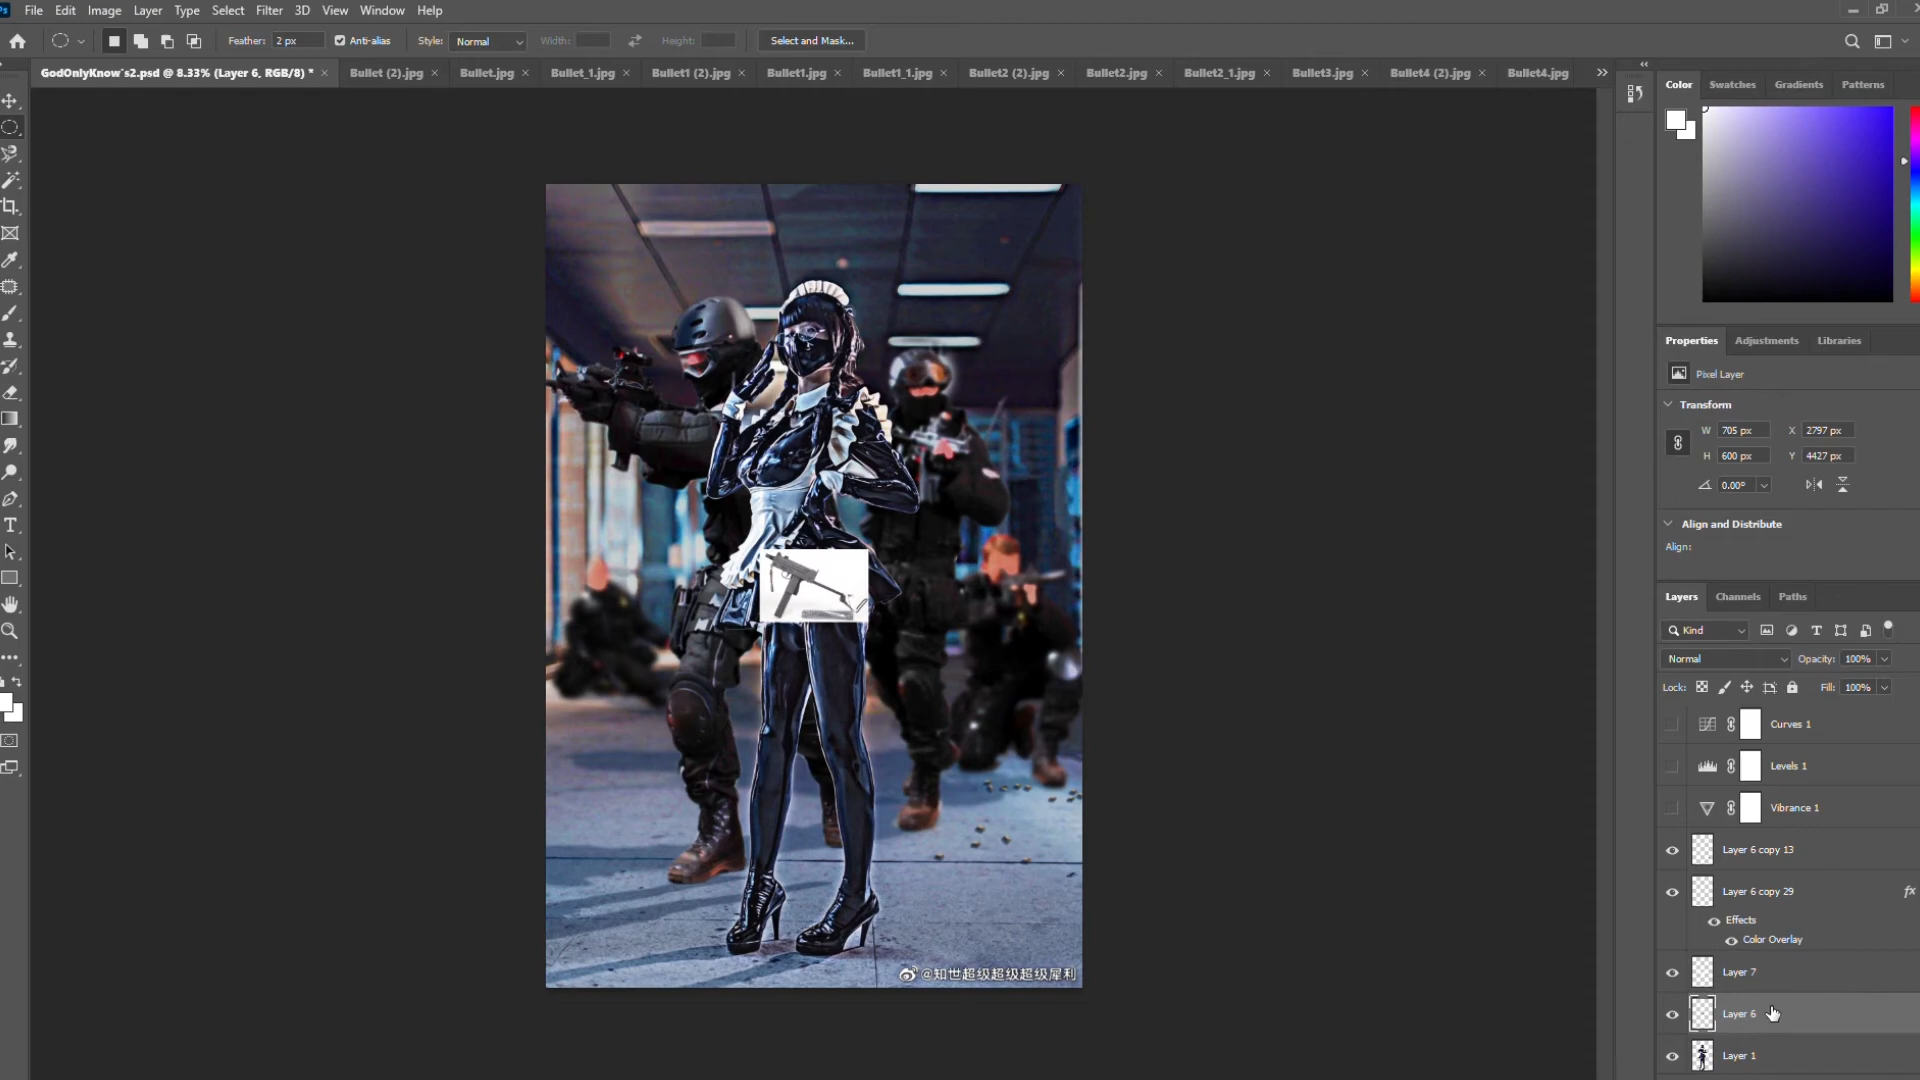 File Edit Image Layer Type Select Filter 3D View Window Help
Feather: 2 px Anti-alias Style: Normal Width: Height: Select and Mask...
GodOnlyKnow's2.psd @ 8.33% (Layer 6, RGB/8) * Bullet (2).jpg Bullet.jpg Bullet_1.jpg Bullet1 (2).jpg Bullet1.jpg Bullet1_1.jpg Bullet2 (2).jpg Bullet2.jpg Bullet2_1.jpg Bullet3.jpg Bullet4 (2).jpg Bullet4.jpg
Color Swatches Gradients Patterns
Properties Adjustments Libraries
Pixel Layer
Transform
W 705 px X 2797 px
H 600 px Y 4427 px
0.00°
Align and Distribute
Align:
Layers Channels Paths
Kind
Normal Opacity: 100%
Lock: Fill: 100%
Curves 1
Levels 1
Vibrance 1
Layer 6 copy 13
Layer 6 copy 29 fx
Effects
Color Overlay
Layer 7
Layer 6
Layer 1
@知世超级超级超级犀利